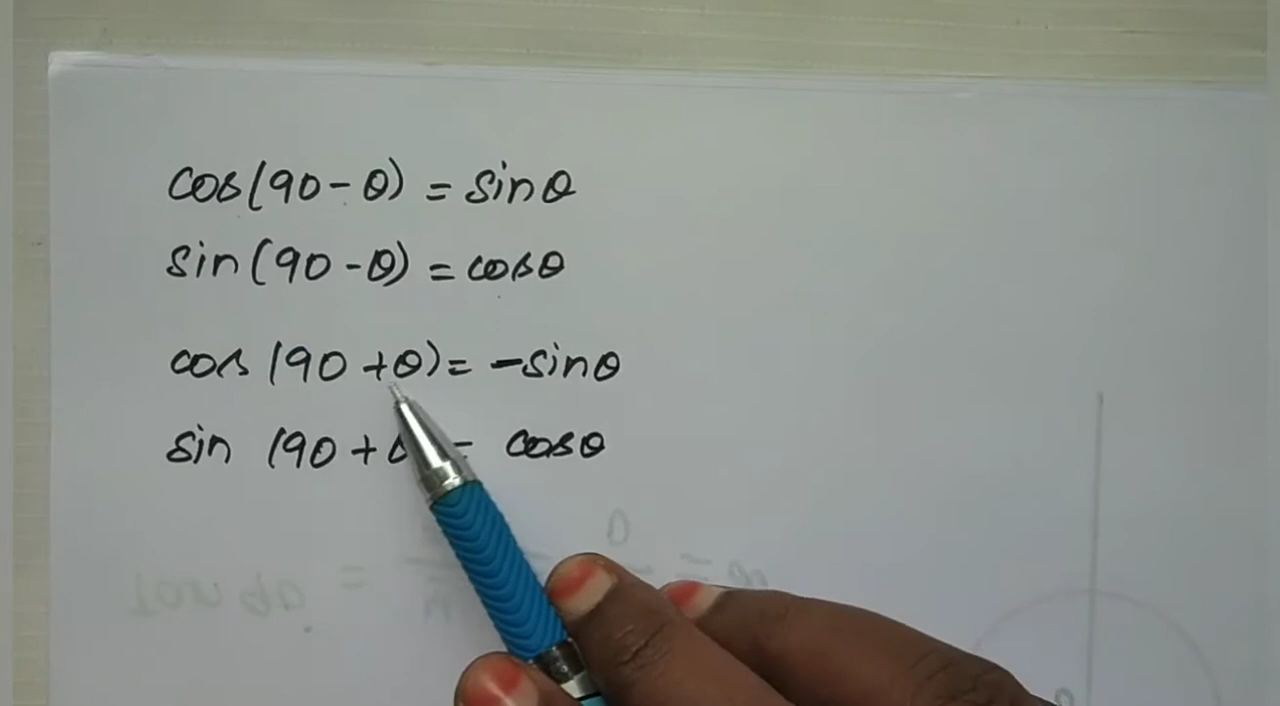 cos(90-θ) = sinθ
sin(90-θ) = cosθ
cos (90+θ) = -sinθ
sin (90+θ = cosθ